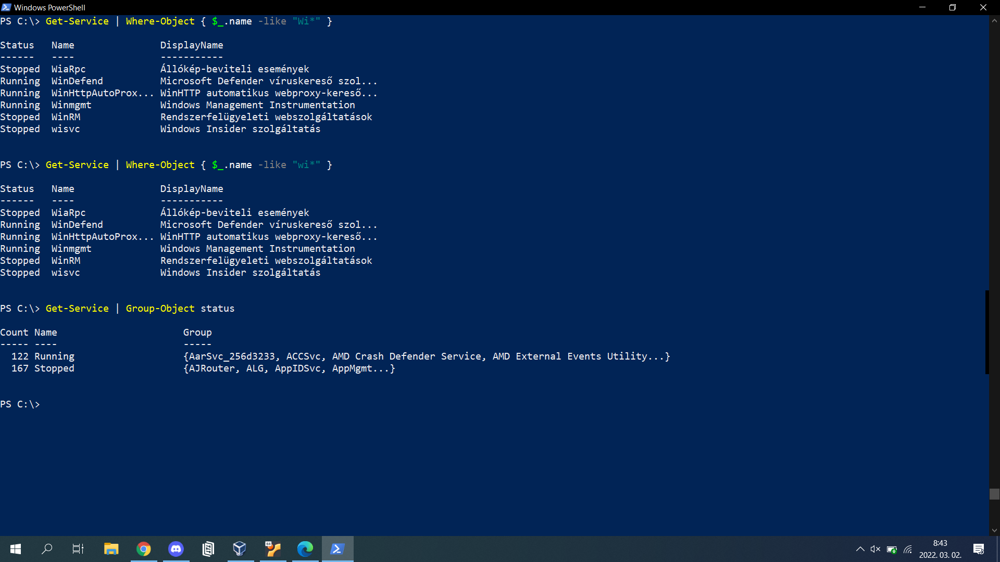 Windows PowerShell
PS C:\> Get-Service | Where-Object { $_.name -like "Wi*" }
Status   Name               DisplayName
------   ----               -----------
Stopped  WiaRpc             Állókép-beviteli események
Running  WinDefend          Microsoft Defender víruskereső szol...
Running  WinHttpAutoProx... WinHTTP automatikus webproxy-kereső...
Running  Winmgmt            Windows Management Instrumentation
Stopped  WinRM              Rendszerfelügyeleti webszolgáltatások
Stopped  wisvc              Windows Insider szolgáltatás
PS C:\> Get-Service | Where-Object { $_.name -like "wi*" }
Status   Name               DisplayName
------   ----               -----------
Stopped  WiaRpc             Állókép-beviteli események
Running  WinDefend          Microsoft Defender víruskereső szol...
Running  WinHttpAutoProx... WinHTTP automatikus webproxy-kereső...
Running  Winmgmt            Windows Management Instrumentation
Stopped  WinRM              Rendszerfelügyeleti webszolgáltatások
Stopped  wisvc              Windows Insider szolgáltatás
PS C:\> Get-Service | Group-Object status
Count Name                      Group
----- ----                      -----
  122 Running                   {AarSvc_256d3233, ACCSvc, AMD Crash Defender Service, AMD External Events Utility...}
  167 Stopped                   {AJRouter, ALG, AppIDSvc, AppMgmt...}
PS C:\>
64
8:43
2022. 03. 02.